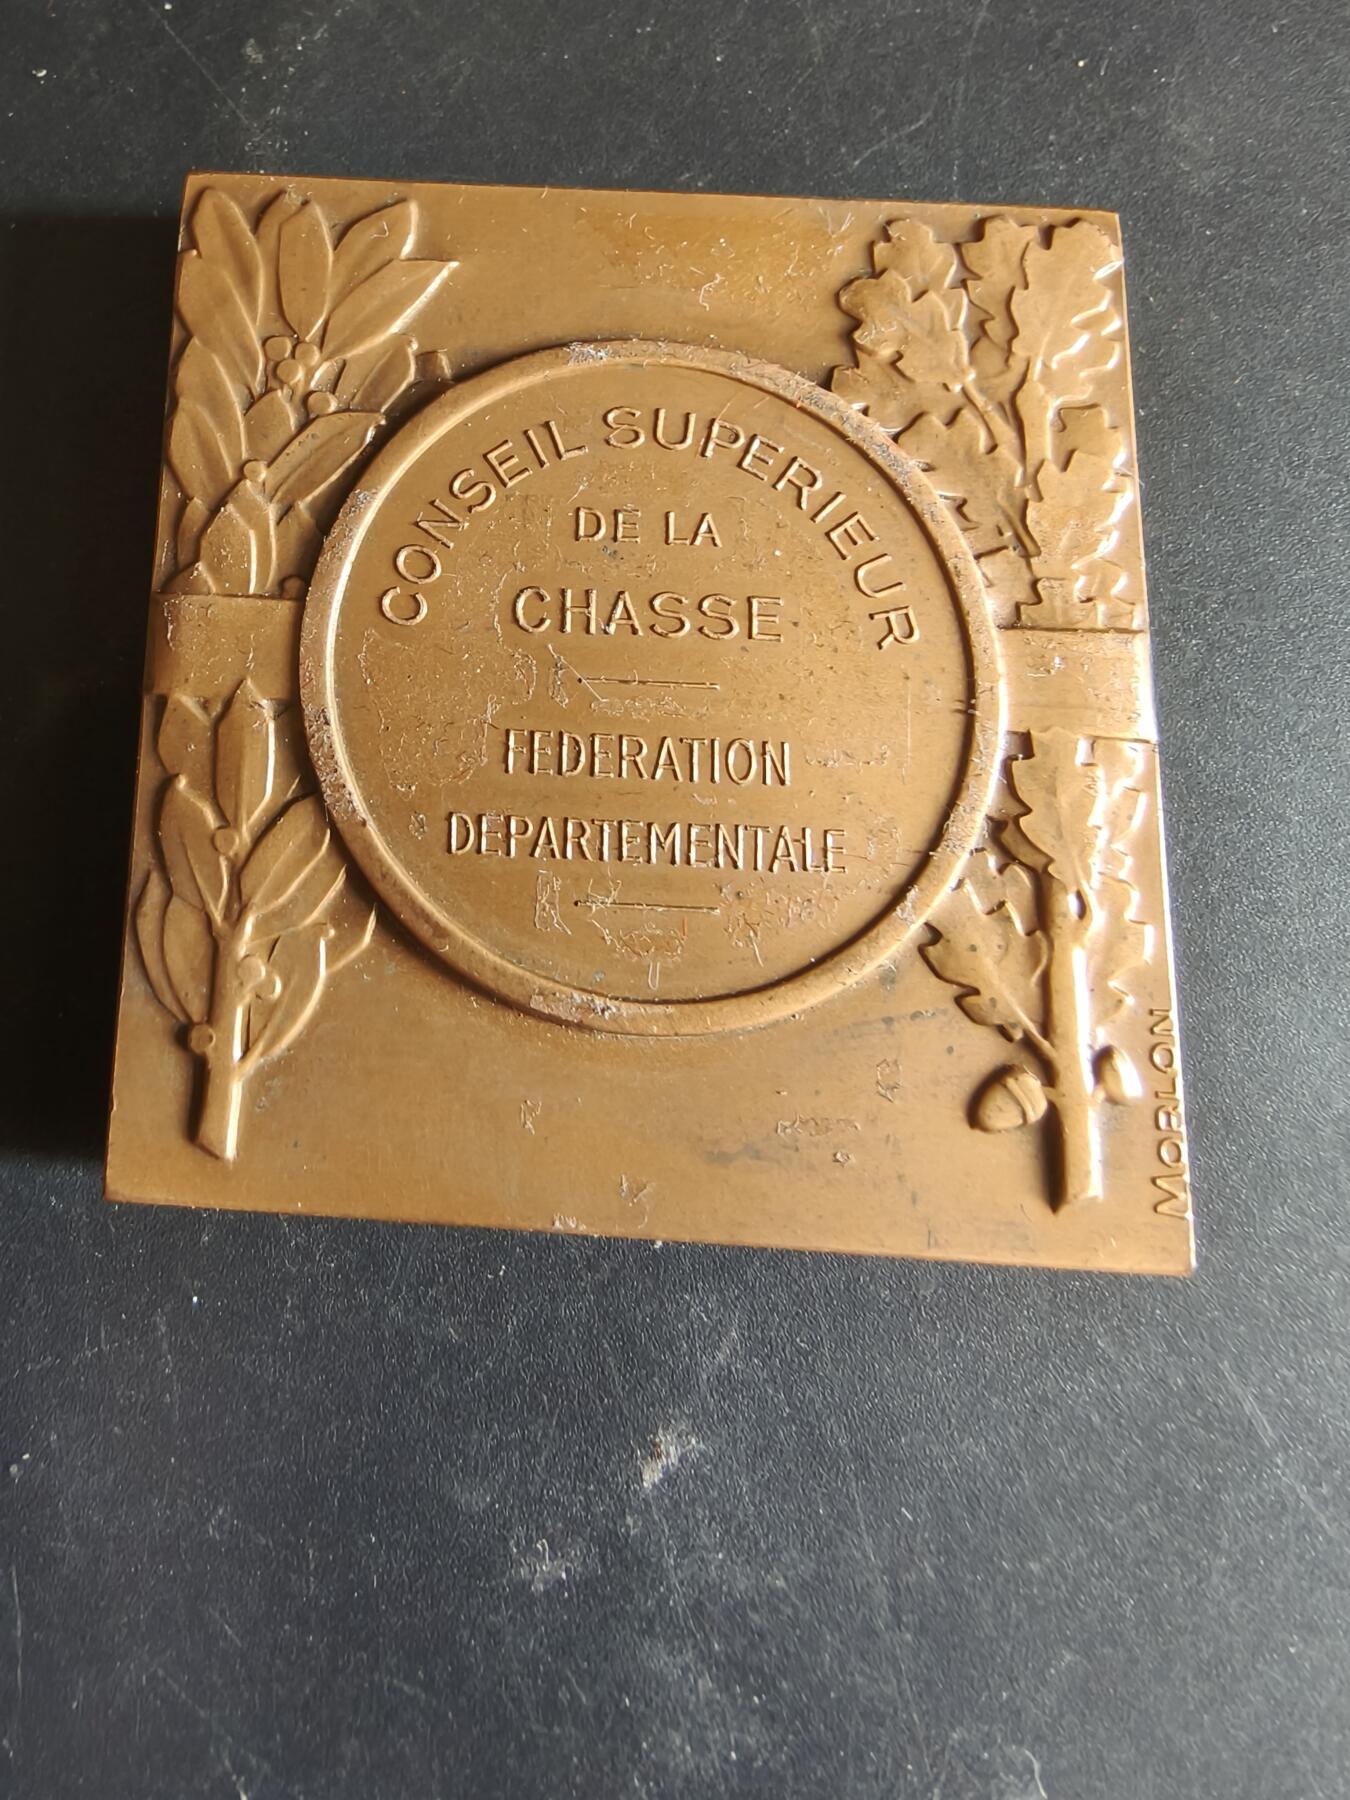 CONSEIL SUPERIEUR
DE LA
CHASSE
FEDERATION
DEPARTEMENTALE
MORLON